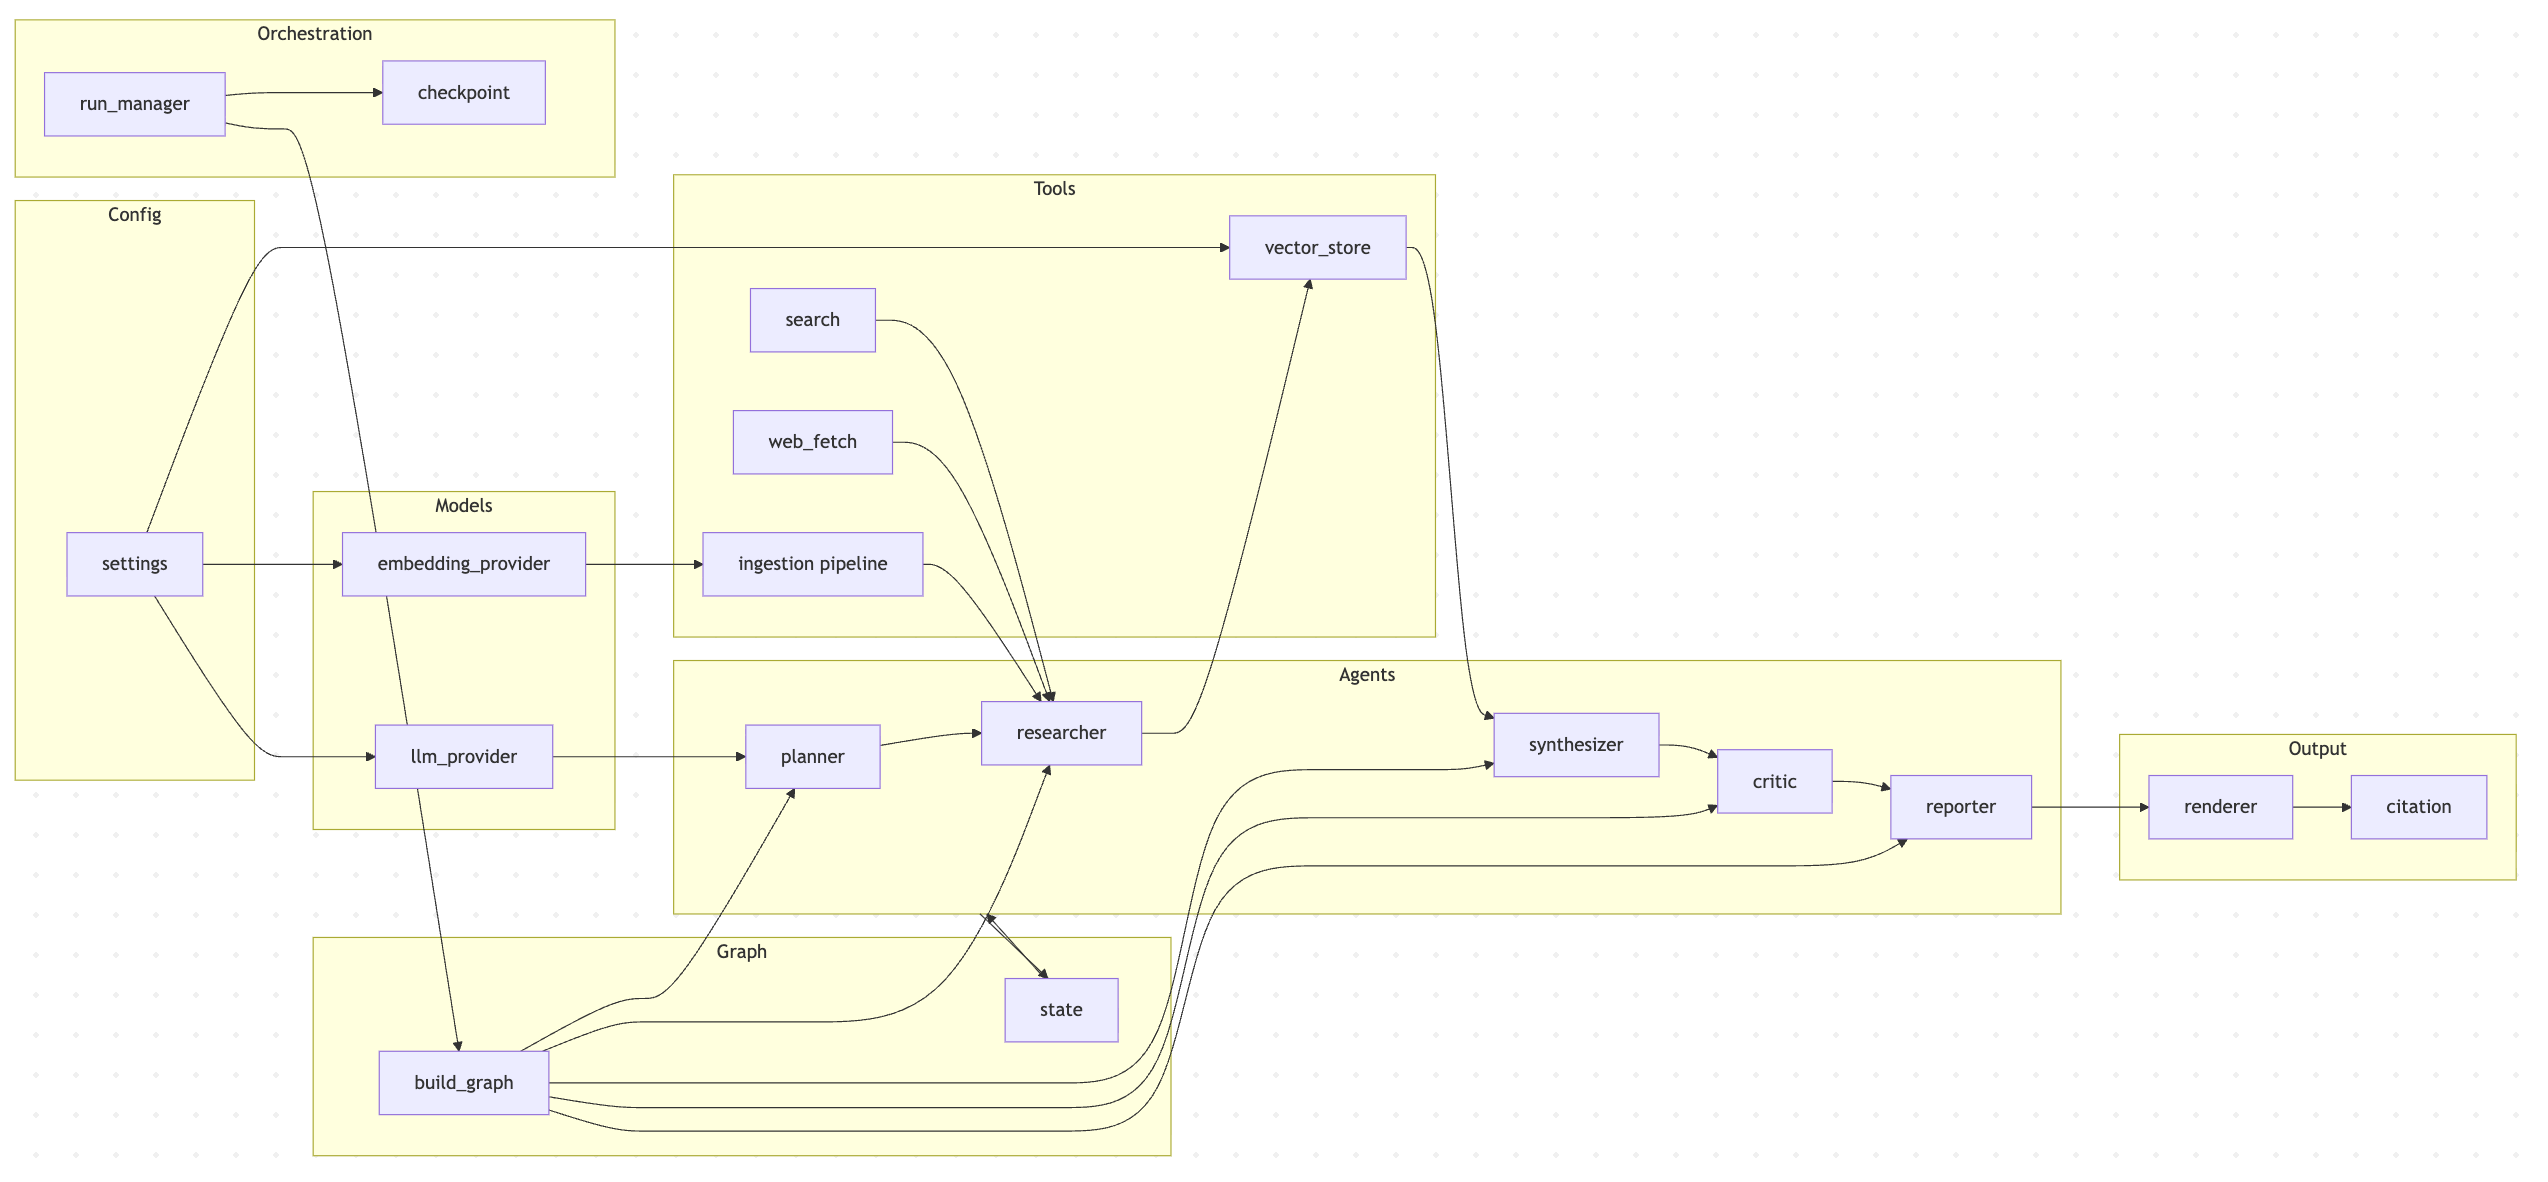 Orchestration
run_manager
checkpoint
Config
settings
Models
embedding_provider
llm_provider
Tools
vector_store
search
web_fetch
ingestion pipeline
Agents
planner
researcher
synthesizer
critic
reporter
Output
renderer
citation
Graph
state
build_graph